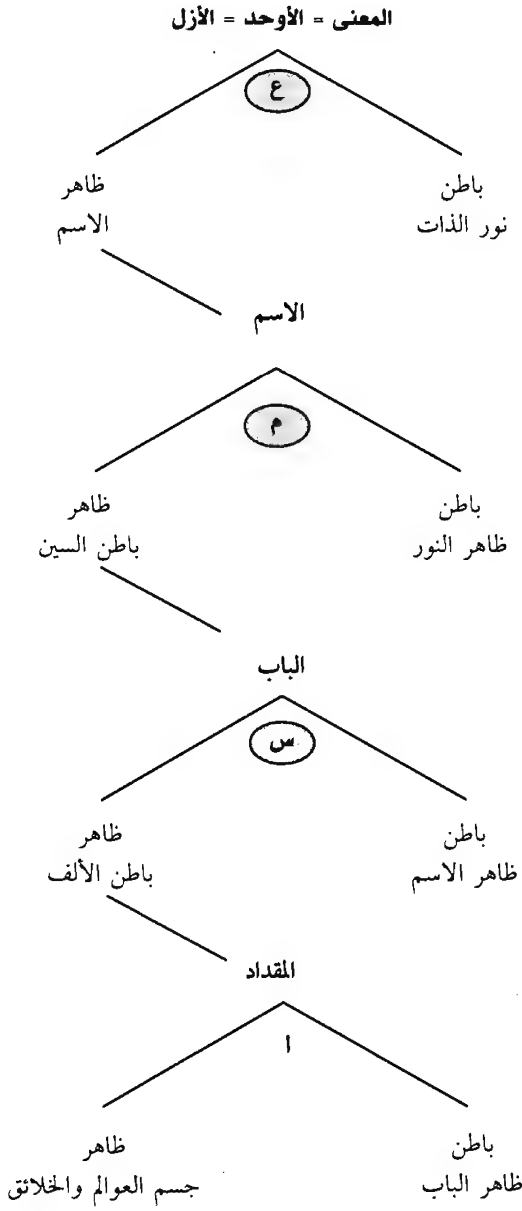 المعنى = الأوحد = الأزل
ع
باطن
نور الذات
ظاهر
الاسم
الاسم
م
باطن
ظاهر النور
ظاهر
باطن السين
الباب
س
باطن
ظاهر الاسم
ظاهر
باطن الألف
المقداد
أ
باطن
ظاهر الباب
ظاهر
جسم العوالم والخلائق